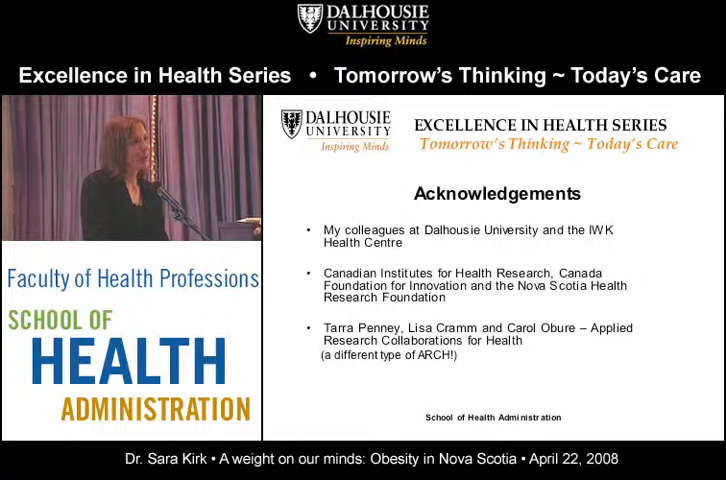 DALHOUSIE
UNIVERSITY
Inspiring Minds
Excellence in Health Series • Tomorrow's Thinking ~ Today's Care
DALHOUSIE
UNIVERSITY
Inspiring Minds
EXCELLENCE IN HEALTH SERIES
Tomorrow's Thinking ~ Today's Care
Acknowledgements
• My colleagues at Dalhousie University and the IWK
Health Centre
• Canadian Institutes for Health Research, Canada
Foundation for Innovation and the Nova Scotia Health
Research Foundation
• Tarra Penney, Lisa Cramm and Carol Obure – Applied
Research Collaborations for Health
(a different type of ARCH!)
School of Health Administration
Faculty of Health Professions
SCHOOL OF
HEALTH
ADMINISTRATION
Dr. Sara Kirk • A weight on our minds: Obesity in Nova Scotia • April 22, 2008